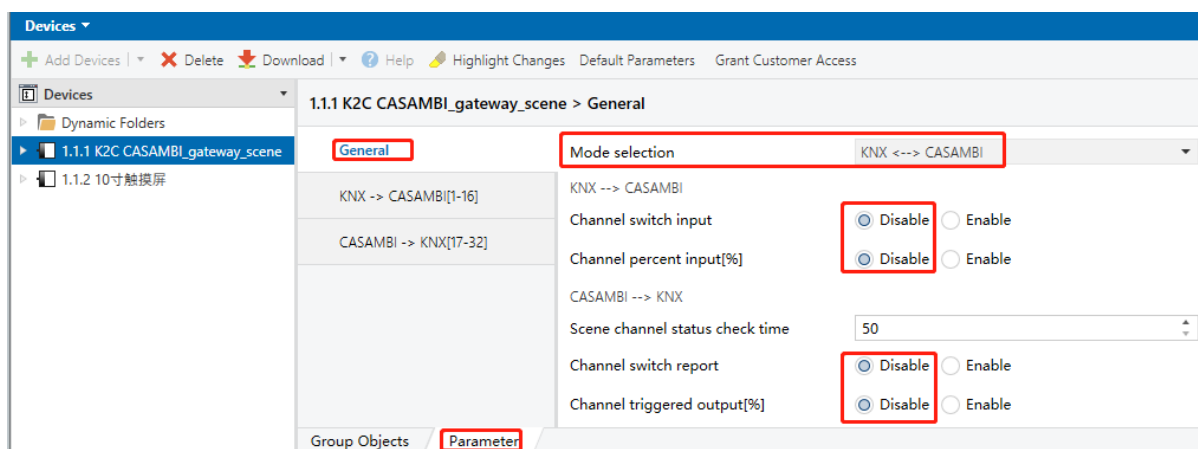 Devices
Add Devices Delete Download Help Highlight Changes Default Parameters Grant Customer Access
Devices
Dynamic Folders
1.1.1 K2C CASAMBI_gateway_scene
1.1.2 10寸触摸屏
1.1.1 K2C CASAMBI_gateway_scene > General
General
KNX -> CASAMBI[1-16]
CASAMBI -> KNX[17-32]
Mode selection KNX <--> CASAMBI
KNX --> CASAMBI
Channel switch input Disable Enable
Channel percent input[%] Disable Enable
CASAMBI --> KNX
Scene channel status check time 50
Channel switch report Disable Enable
Channel triggered output[%] Disable Enable
Group Objects Parameter